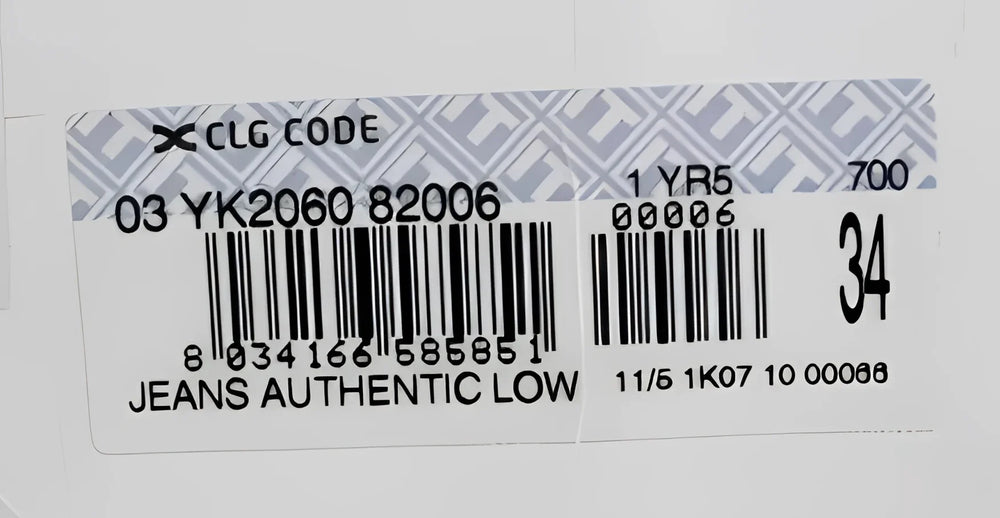 CLG CODE
03 YK2060 82006
1 YR5
700
00006
34
8 034166 585851
JEANS AUTHENTIC LOW
11/5 1K07 10